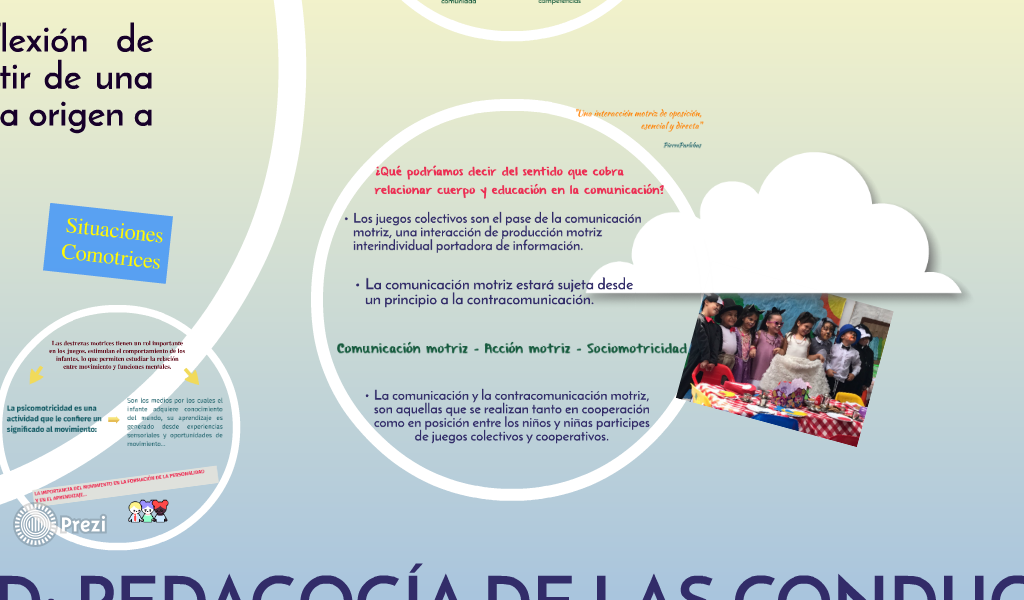 comunidad
competencias
flexión de
tir de una
a origen a
"Una interacción motriz de oposición,
esencial y directa"
Pierre Parlebas
¿Qué podríamos decir del sentido que cobra
relacionar cuerpo y educación en la comunicación?
• Los juegos colectivos son el pase de la comunicación
motriz, una interacción de producción motriz
interindividual portadora de información.
• La comunicación motriz estará sujeta desde
un principio a la contracomunicación.
Comunicación motriz - Acción motriz - Sociomotricidad
• La comunicación y la contracomunicación motriz,
son aquellas que se realizan tanto en cooperación
como en posición entre los niños y niñas participes
de juegos colectivos y cooperativos.
Situaciones
Comotrices
Las destrezas motrices tienen un rol importante
en los juegos, estimulan el comportamiento de los
infantes, lo que permiten estudiar la relición
entre movimiento y funciones mentales.
La psicomotricidad es una
actividad que le confiere un
significado al movimiento:
Son los medios por los cuales el
infante adquiere conocimiento
del mundo, su aprendizaje es
generado desde experiencias
sensoriales y oportunidades de
movimiento...
LA IMPORTANCIA DEL MOVIMIENTO EN LA FORMACIÓN DE LA PERSONALIDAD
Y EN EL APRENDIZAJE...
Prezi
D: PEDAGOGÍA DE LAS CONDUC